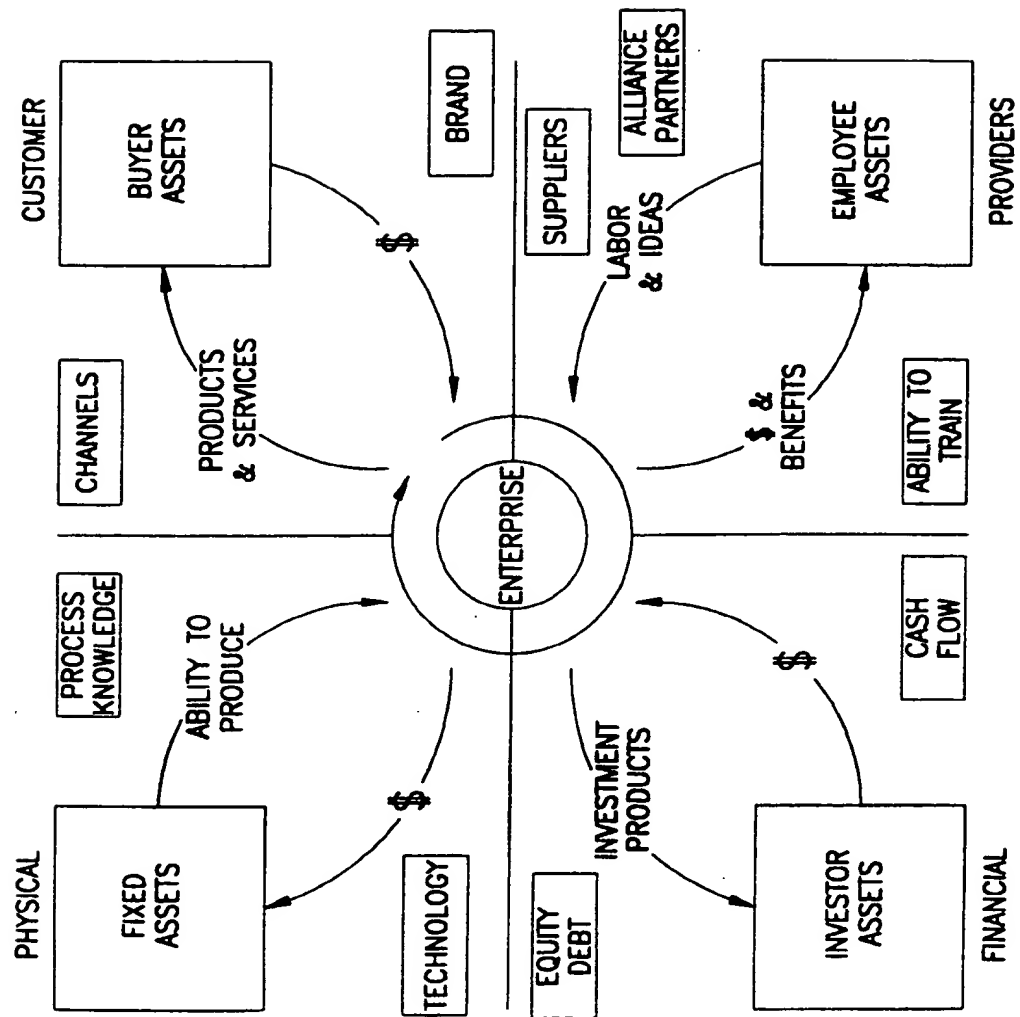 FINANCIAL
INVESTOR
ASSETS
EQUITY
DEBT
INVESTMENT
PRODUCTS
$
CASH
FLOW
PHYSICAL
FIXED
ASSETS
TECHNOLOGY
$
ABILITY TO
PRODUCE
PROCESS
KNOWLEDGE
ENTERPRISE
ABILITY TO
TRAIN
$ &
BENEFITS
LABOR
& IDEAS
SUPPLIERS
ALLIANCE
PARTNERS
EMPLOYEE
ASSETS
PROVIDERS
CHANNELS
PRODUCTS
& SERVICES
$
BRAND
BUYER
ASSETS
CUSTOMER